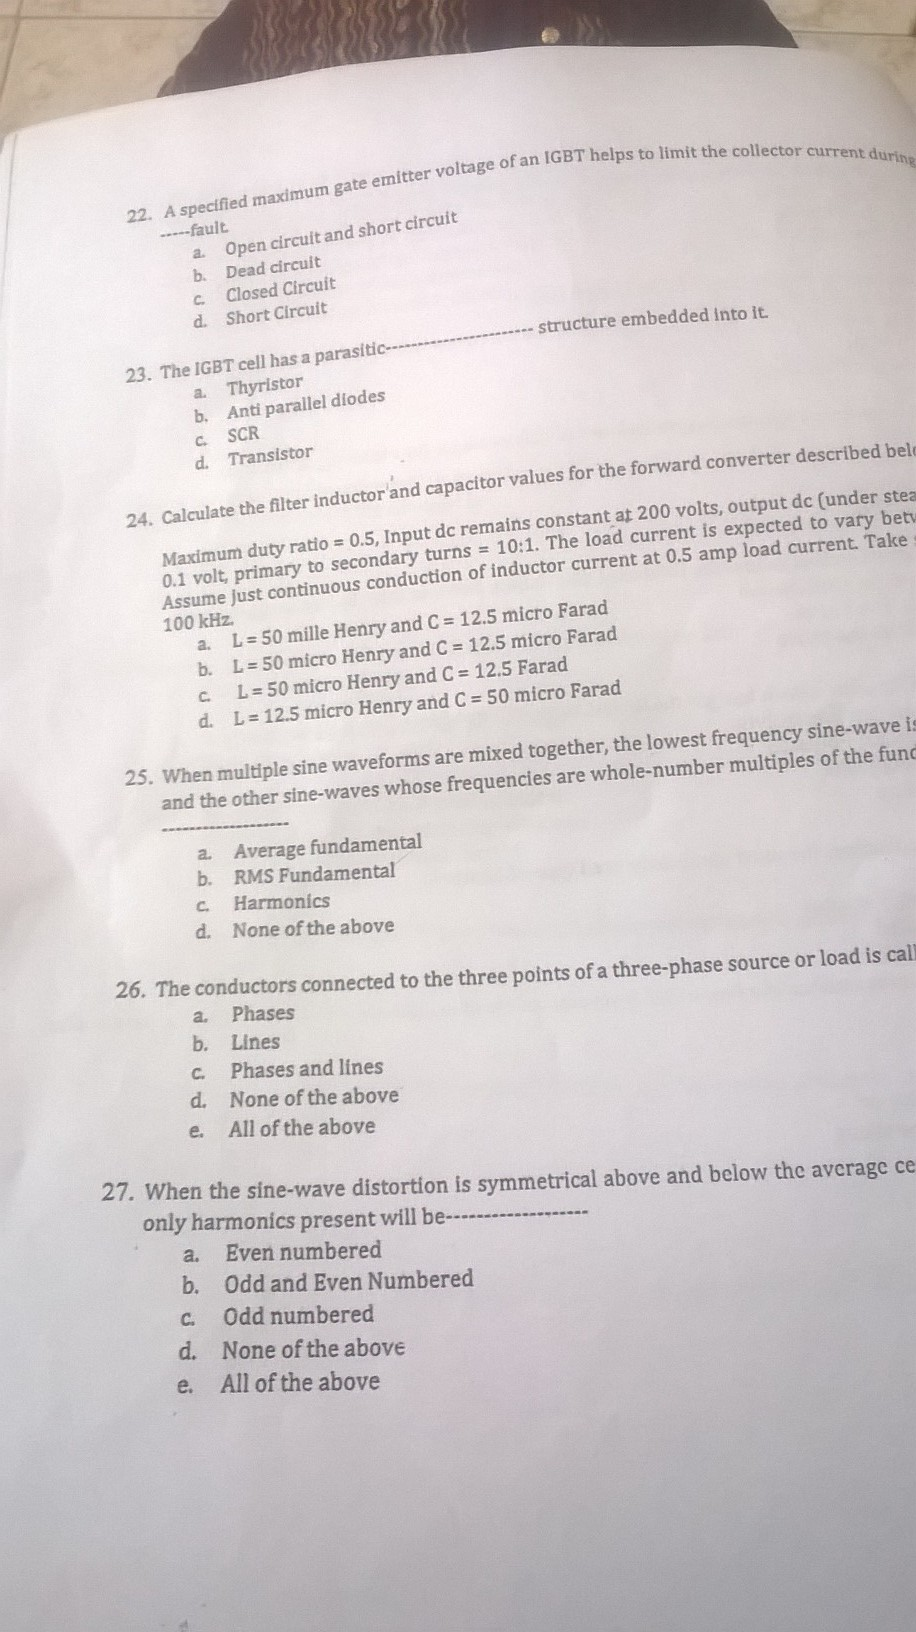 22. A specified maximum gate emitter voltage of an IGBT helps to limit the collector current during
-----fault.
a. Open circuit and short circuit
b. Dead circuit
c. Closed Circuit
d. Short Circuit
23. The IGBT cell has a parasitic----------------------- structure embedded into it.
a. Thyristor
b. Anti parallel diodes
c. SCR
d. Transistor
24. Calculate the filter inductor and capacitor values for the forward converter described
Maximum duty ratio = 0.5, Input dc remains constant at 200 volts, output dc (under
0.1 volt, primary to secondary turns = 10:1. The load current is expected to vary
Assume just continuous conduction of inductor current at 0.5 amp load current. Take
100 kHz.
a. L = 50 mille Henry and C = 12.5 micro Farad
b. L = 50 micro Henry and C = 12.5 micro Farad
c. L = 50 micro Henry and C = 12.5 Farad
d. L = 12.5 micro Henry and C = 50 micro Farad
25. When multiple sine waveforms are mixed together, the lowest frequency sine-wave is
and the other sine-waves whose frequencies are whole-number multiples of the
-------------------
a. Average fundamental
b. RMS Fundamental
c. Harmonics
d. None of the above
26. The conductors connected to the three points of a three-phase source or load is
a. Phases
b. Lines
c. Phases and lines
d. None of the above
e. All of the above
27. When the sine-wave distortion is symmetrical above and below the average
only harmonics present will be-------------------
a. Even numbered
b. Odd and Even Numbered
c. Odd numbered
d. None of the above
e. All of the above